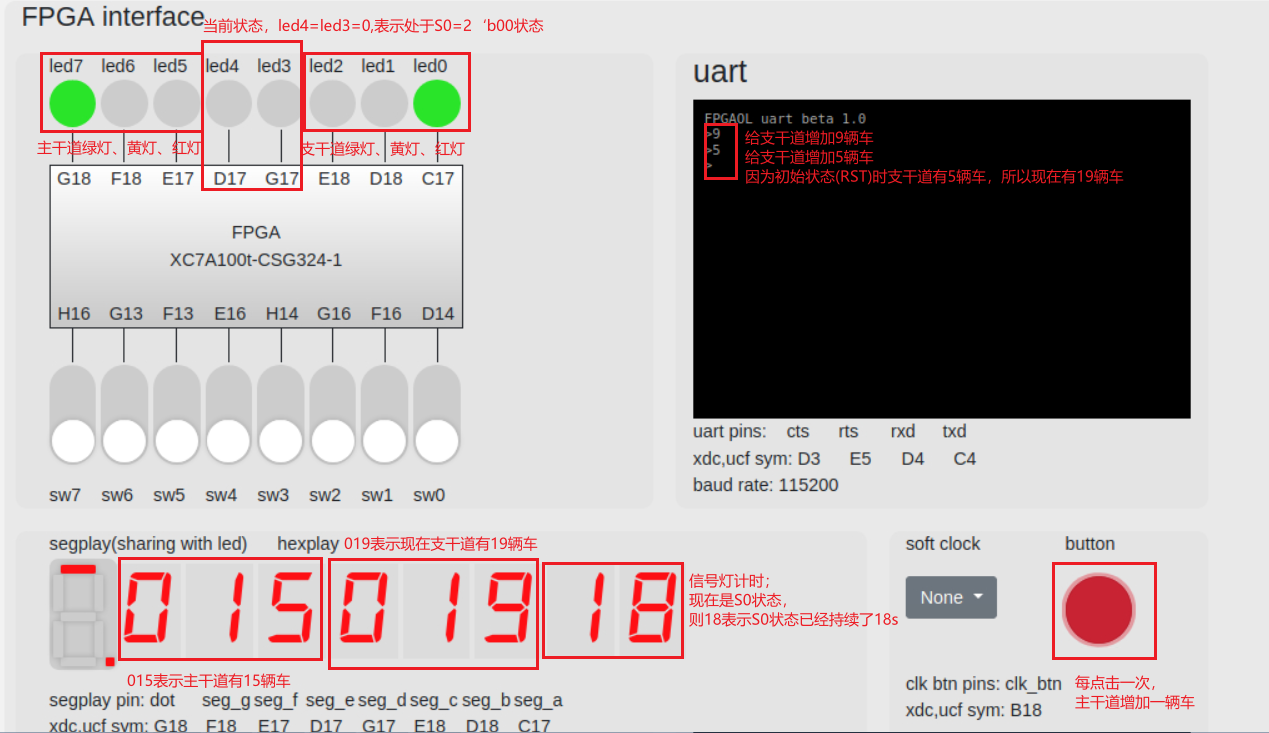 FPGA interface
当前状态，led4=led3=0,表示处于S0=2‘b00状态
led7 led6 led5 led4 led3 led2 led1 led0
主干道绿灯、黄灯、红灯
支干道绿灯、黄灯、红灯
G18 F18 E17 D17 G17 E18 D18 C17
FPGA
XC7A100t-CSG324-1
H16 G13 F13 E16 H14 G16 F16 D14
sw7 sw6 sw5 sw4 sw3 sw2 sw1 sw0
uart
FPGAOL uart beta 1.0
>9
给支干道增加9辆车
>5
给支干道增加5辆车
>
因为初始状态(RST)时支干道有5辆车，所以现在有19辆车
uart pins: cts rts rxd txd
xdc,ucf sym: D3 E5 D4 C4
baud rate: 115200
segplay(sharing with led) hexplay
019表示现在支干道有19辆车
01501918
信号灯计时；
现在是S0状态，
则18表示S0状态已经持续了18s
015表示主干道有15辆车
segplay pin: dot seg_g seg_f seg_e seg_d seg_c seg_b seg_a
xdc,ucf sym: G18 F18 E17 D17 G17 E18 D18 C17
soft clock button
None
clk btn pins: clk_btn
xdc,ucf sym: B18
每点击一次，
主干道增加一辆车